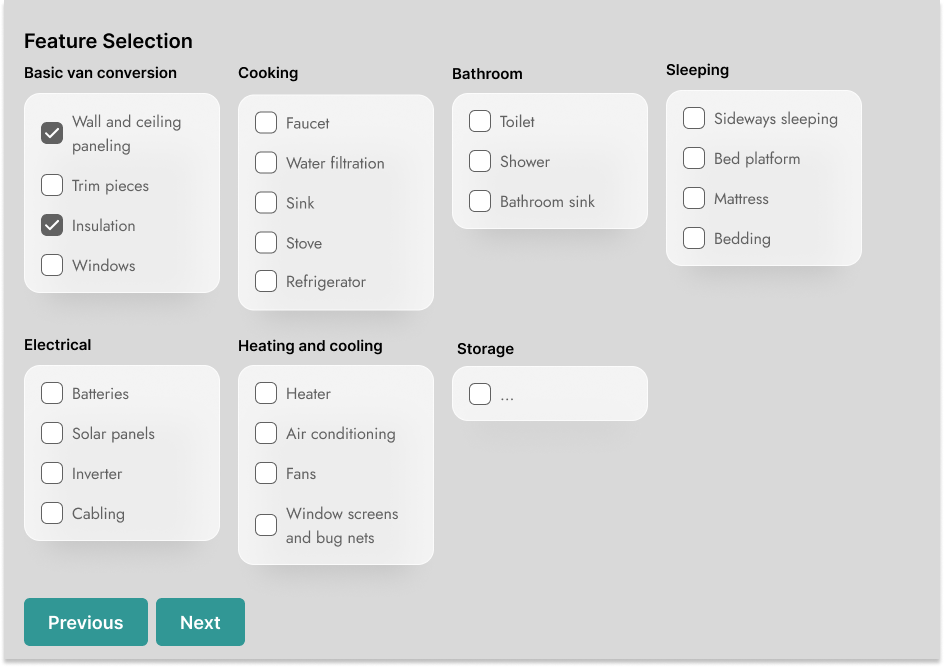 Feature Selection
Basic van conversion
Wall and ceiling
paneling
Trim pieces
Insulation
Windows
Cooking
Faucet
Water filtration
Sink
Stove
Refrigerator
Bathroom
Toilet
Shower
Bathroom sink
Sleeping
Sideways sleeping
Bed platform
Mattress
Bedding
Electrical
Batteries
Solar panels
Inverter
Cabling
Heating and cooling
Heater
Air conditioning
Fans
Window screens
and bug nets
Storage
...
Previous
Next